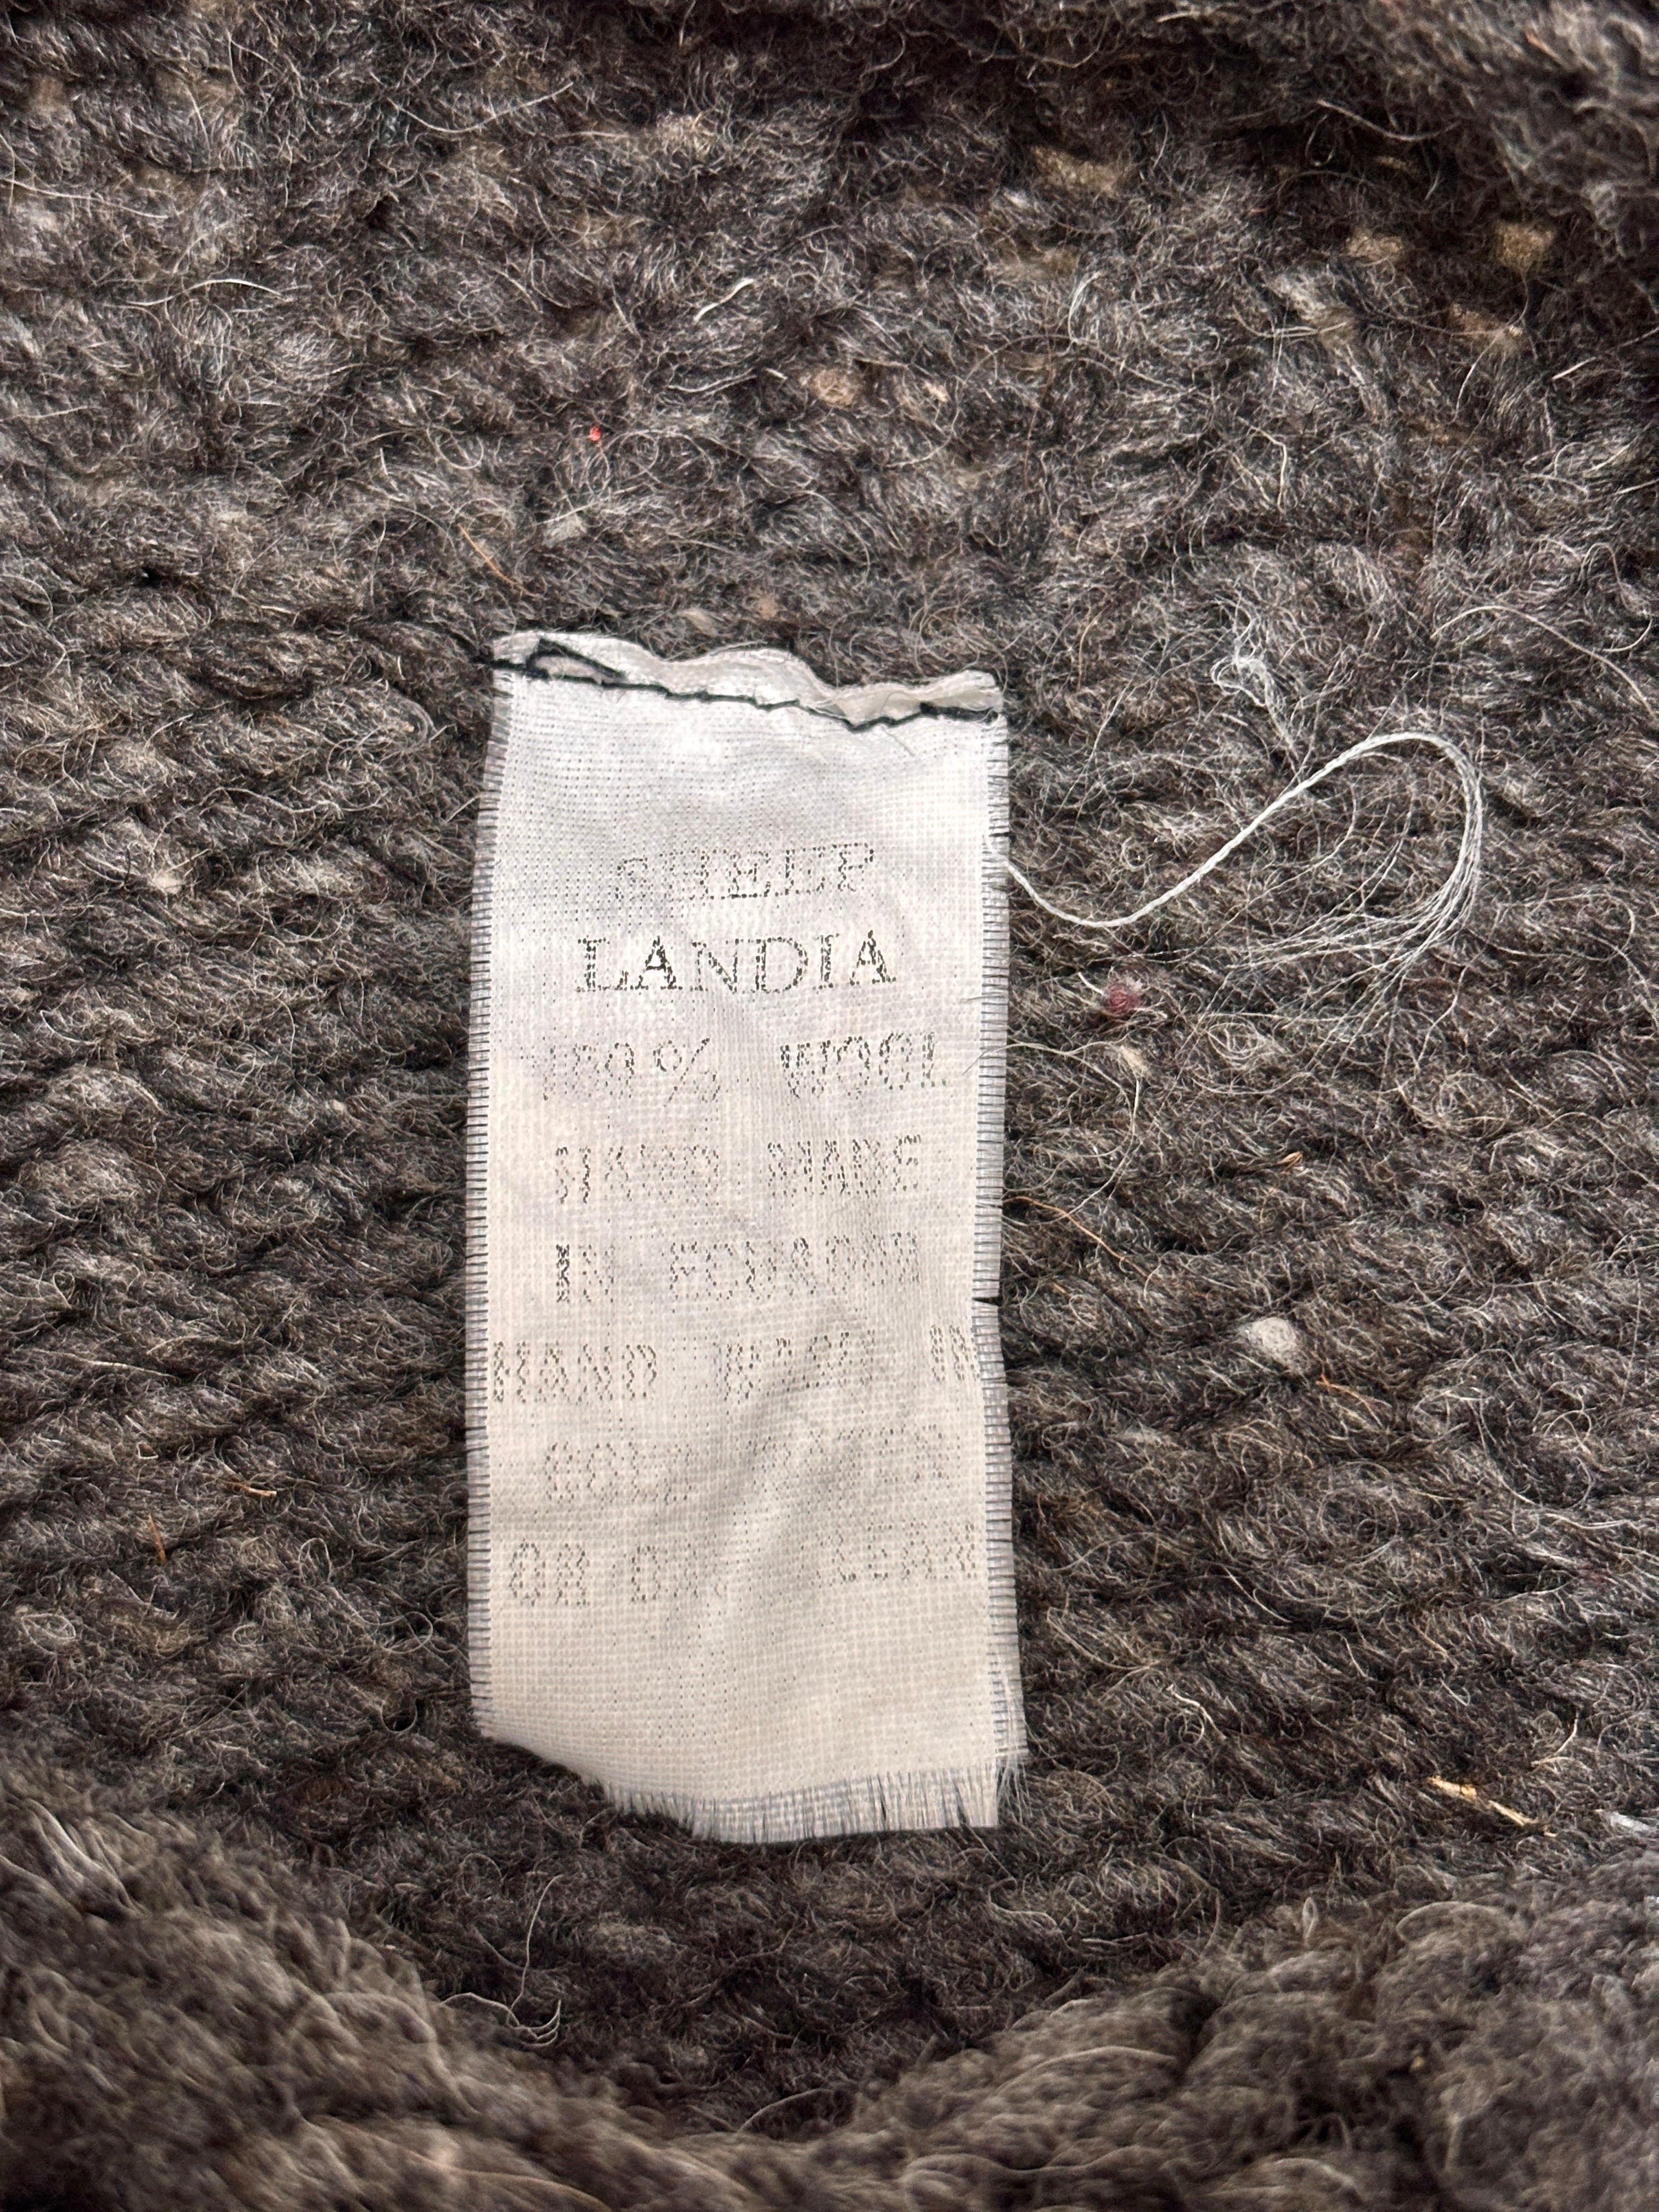 SHEEP
LANDIA
100% WOOL
HAND MADE
IN ECUADOR
HAND WASH IN
COLD WATER
OR DRY CLEAN